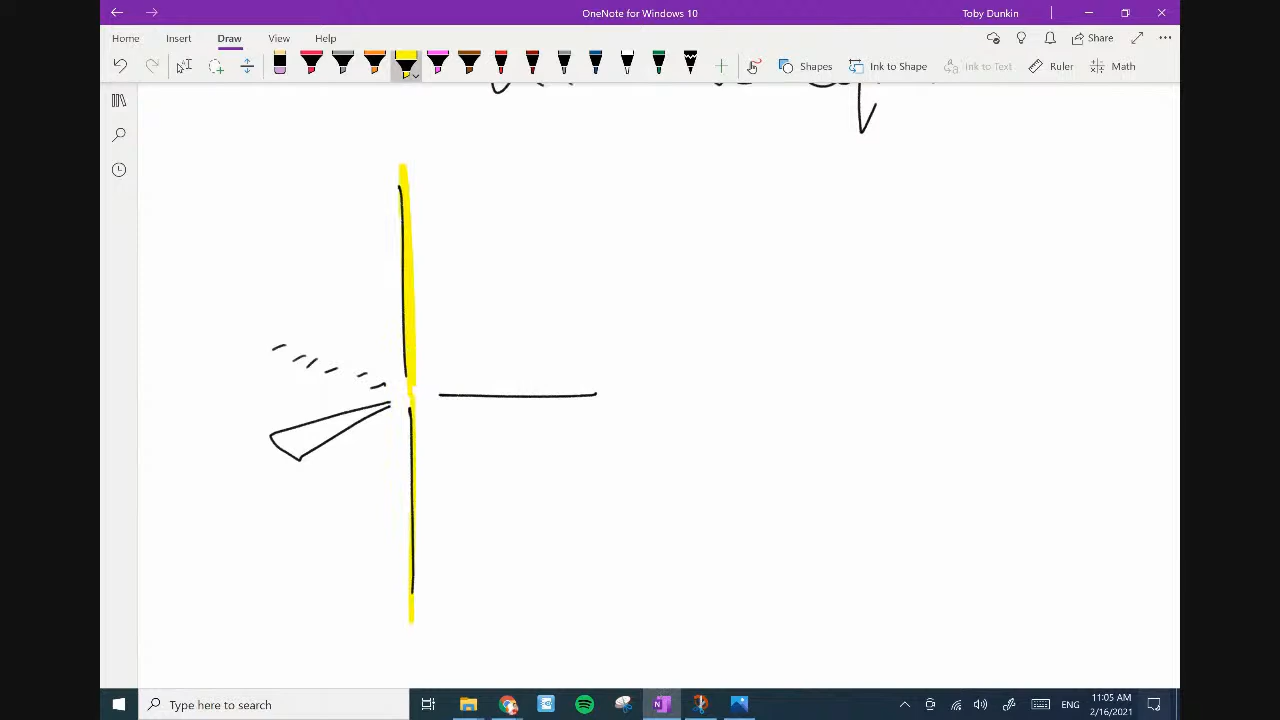 OneNote for Windows 10
Toby Dunkin
Home Insert Draw View Help
Share
Shapes Ink to Shape Ink to Text Ruler Math
Type here to search
ENG
11:05 AM
2/16/2021